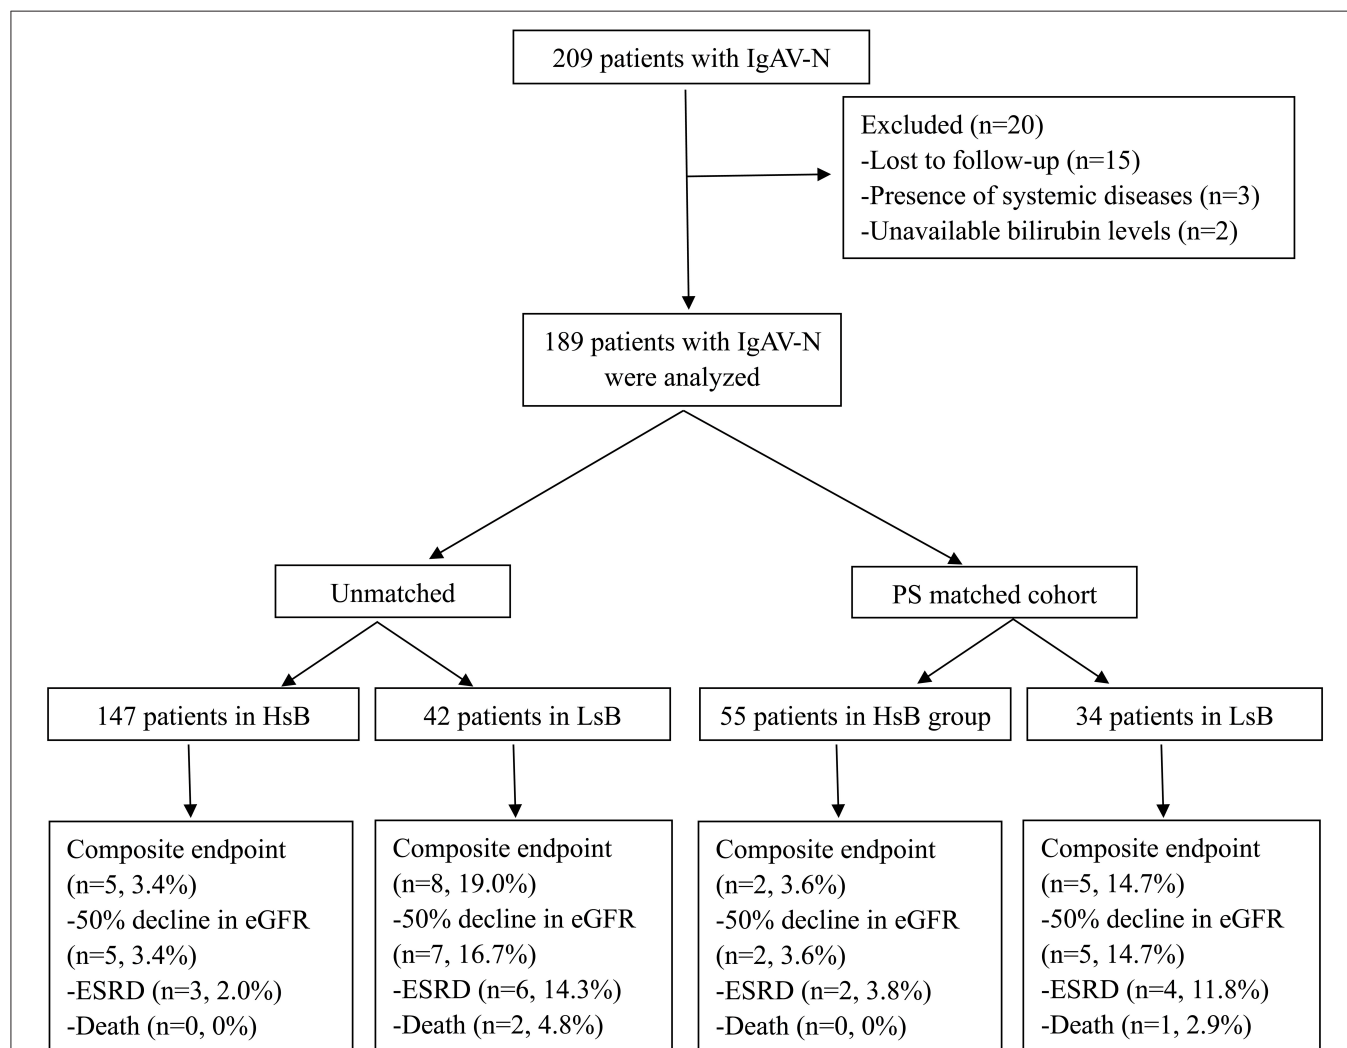 209 patients with IgAV-N
Excluded (n=20)
-Lost to follow-up (n=15)
-Presence of systemic diseases (n=3)
-Unavailable bilirubin levels (n=2)
189 patients with IgAV-N
were analyzed
Unmatched
PS matched cohort
147 patients in HsB
42 patients in LsB
55 patients in HsB group
34 patients in LsB
Composite endpoint
(n=5, 3.4%)
-50% decline in eGFR
(n=5, 3.4%)
-ESRD (n=3, 2.0%)
-Death (n=0, 0%)
Composite endpoint
(n=8, 19.0%)
-50% decline in eGFR
(n=7, 16.7%)
-ESRD (n=6, 14.3%)
-Death (n=2, 4.8%)
Composite endpoint
(n=2, 3.6%)
-50% decline in eGFR
(n=2, 3.6%)
-ESRD (n=2, 3.8%)
-Death (n=0, 0%)
Composite endpoint
(n=5, 14.7%)
-50% decline in eGFR
(n=5, 14.7%)
-ESRD (n=4, 11.8%)
-Death (n=1, 2.9%)